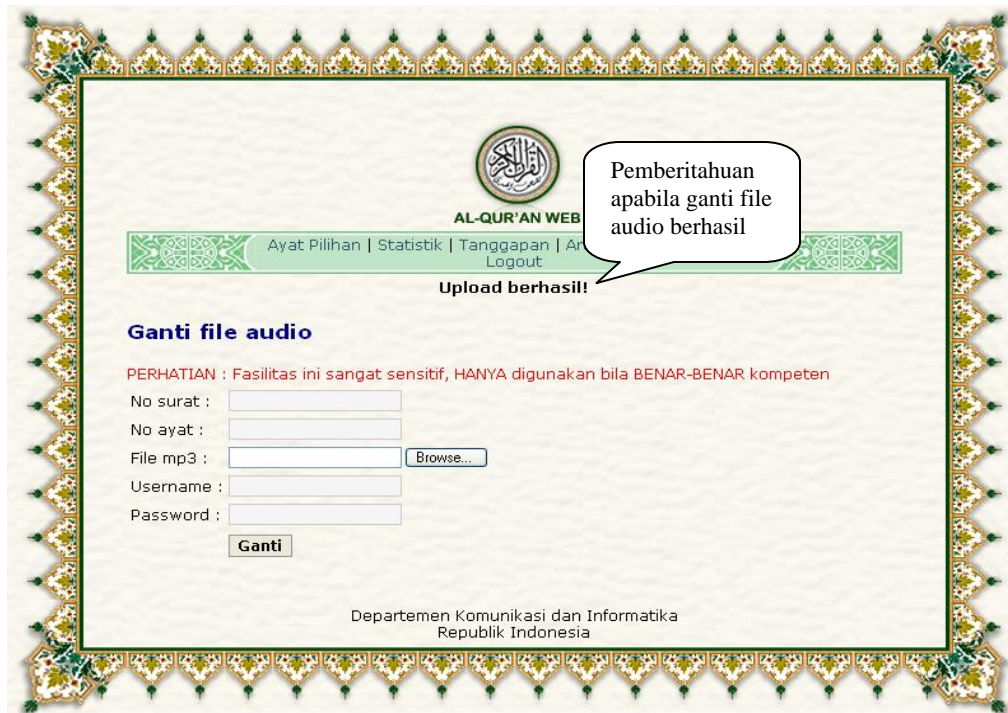 Pemberitahuan
apabila ganti file
audio berhasil
AL-QUR'AN WEB
Ayat Pilihan | Statistik | Tanggapan |
Logout
Upload berhasil!
Ganti file audio
PERHATIAN : Fasilitas ini sangat sensitif, HANYA digunakan bila BENAR-BENAR kompeten
No surat :
No ayat :
File mp3 :
Browse...
Username :
Password :
Ganti
Departemen Komunikasi dan Informatika
Republik Indonesia